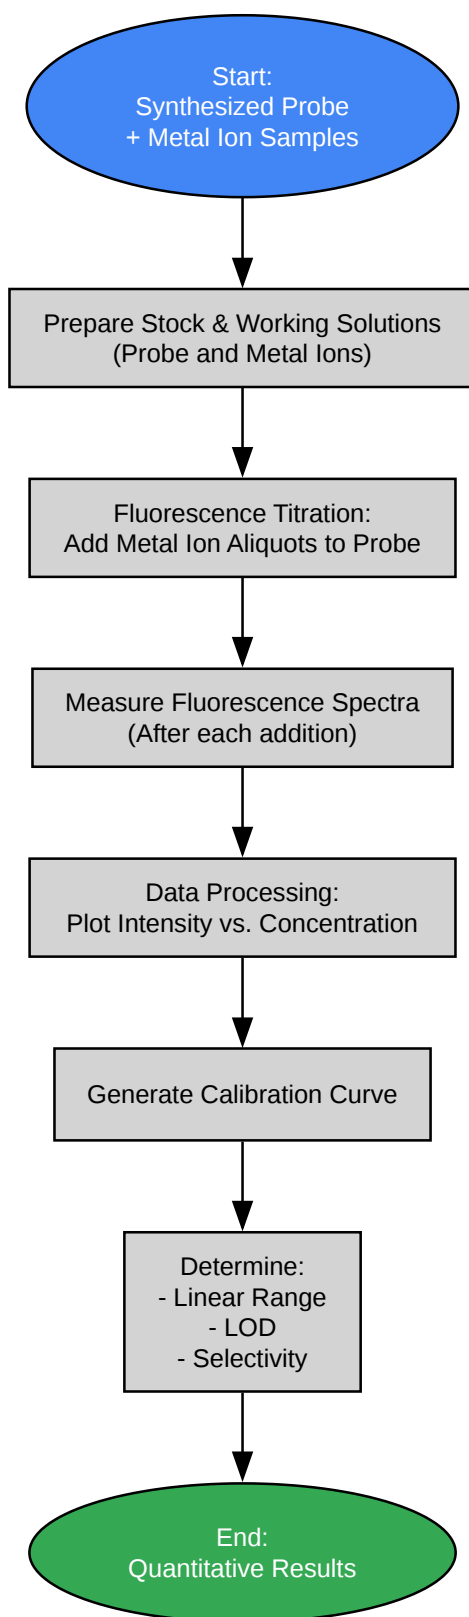 Start:
Synthesized Probe
+ Metal Ion Samples
Prepare Stock & Working Solutions
(Probe and Metal Ions)
Fluorescence Titration:
Add Metal Ion Aliquots to Probe
Measure Fluorescence Spectra
(After each addition)
Data Processing:
Plot Intensity vs. Concentration
Generate Calibration Curve
Determine:
- Linear Range
- LOD
- Selectivity
End:
Quantitative Results